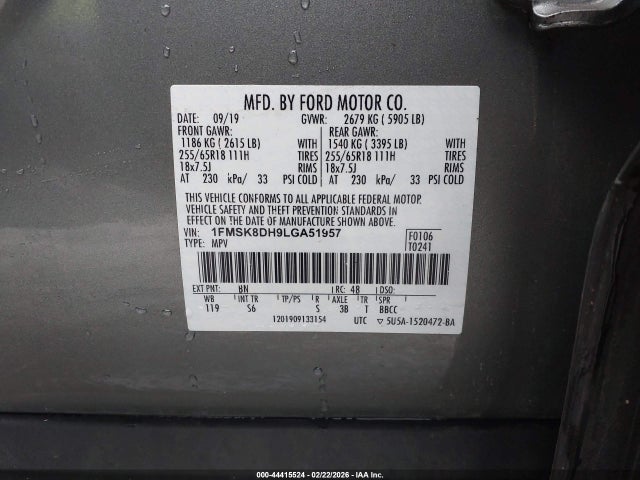 MFD. BY FORD MOTOR CO.
DATE: 09/19 GVWR: 2679 KG ( 5905 LB)
FRONT GAWR: REAR GAWR:
1186 KG ( 2615 LB) WITH 1540 KG ( 3395 LB) WITH
255/65R18 111H TIRES 255/65R18 111H TIRES
18x7.5J RIMS 18x7.5J RIMS
AT 230 kPa/ 33 PSI COLD AT 230 kPa/ 33 PSI COLD
THIS VEHICLE CONFORMS TO ALL APPLICABLE FEDERAL MOTOR
VEHICLE SAFETY AND THEFT PREVENTION STANDARDS IN
EFFECT ON THE DATE OF MANUFACTURE SHOWN ABOVE.
VIN: 1FMSK8DH9LGA51957 F0106
TYPE: MPV T0241
EXT PNT: BN RC: 48 DSO:
WB INT TR TP/PS R AXLE TR SPR
119 S6 S 3B T BBCC
1201909133154 UTC ▽ 5U5A-1520472-BA
000-44415524 - 02/22/2026 - IAA Inc.